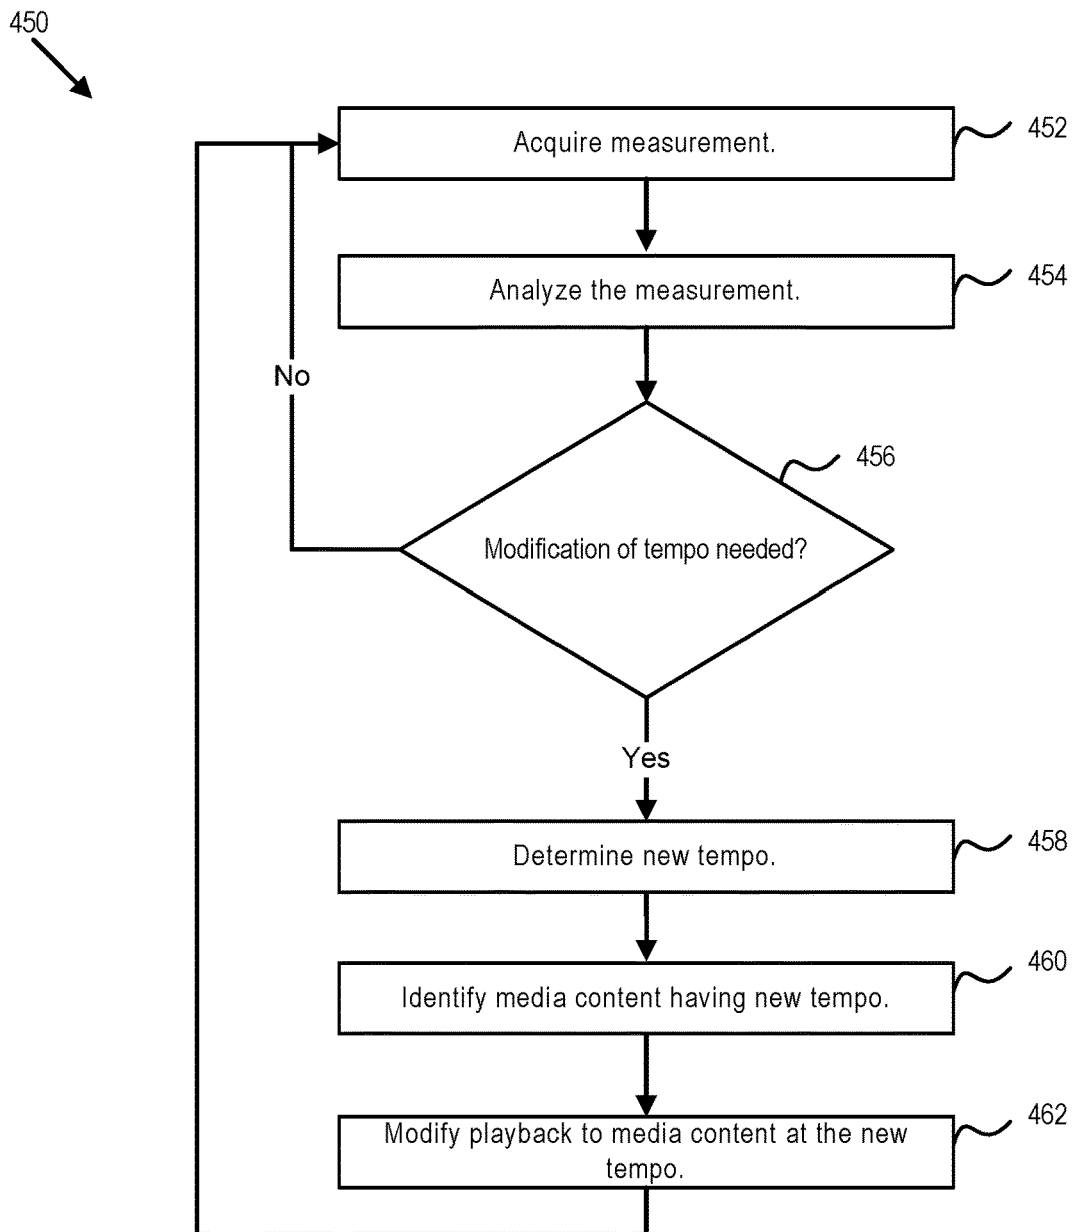 450
Acquire measurement.
452
Analyze the measurement.
454
No
456
Modification of tempo needed?
Yes
Determine new tempo.
458
Identify media content having new tempo.
460
Modify playback to media content at the new
tempo.
462